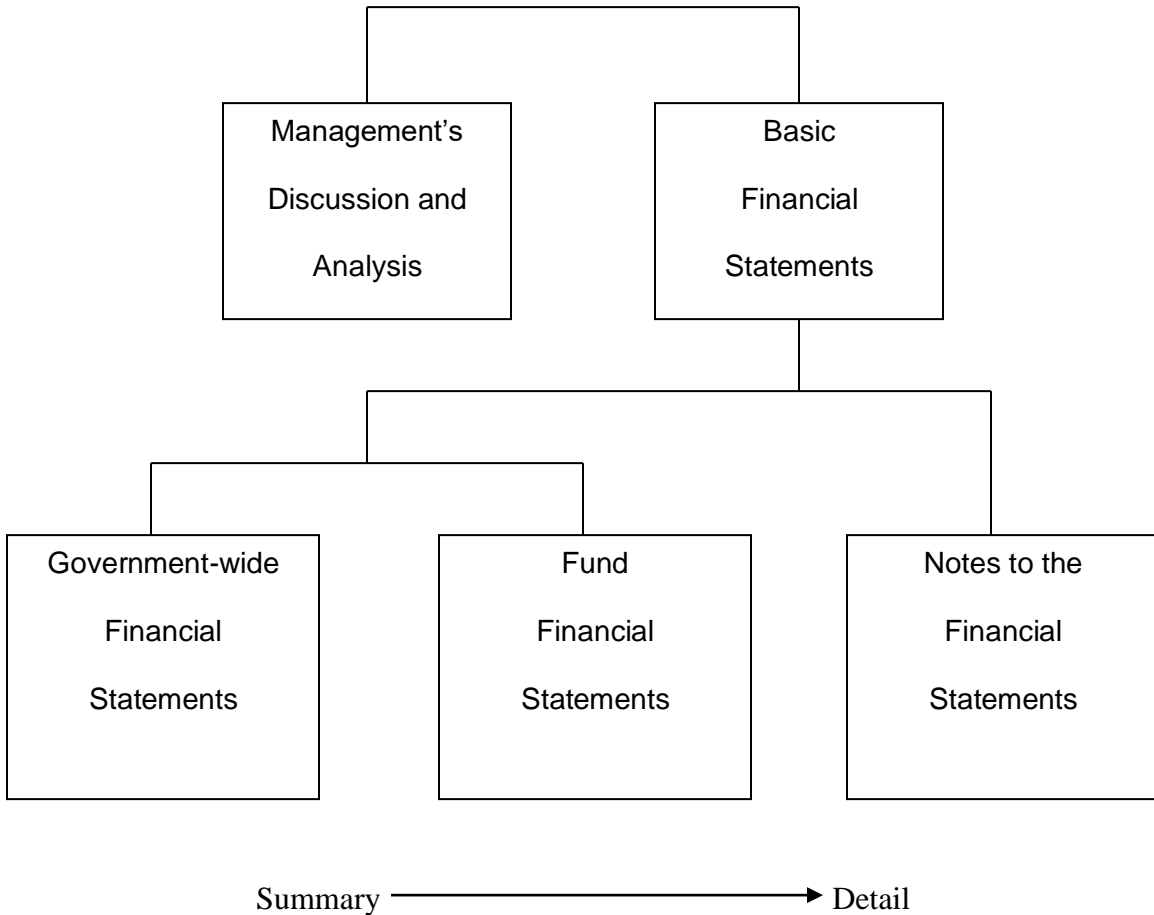 Management’s
Discussion and
Analysis
Basic
Financial
Statements
Government-wide
Financial
Statements
Fund
Financial
Statements
Notes to the
Financial
Statements
Summary Detail